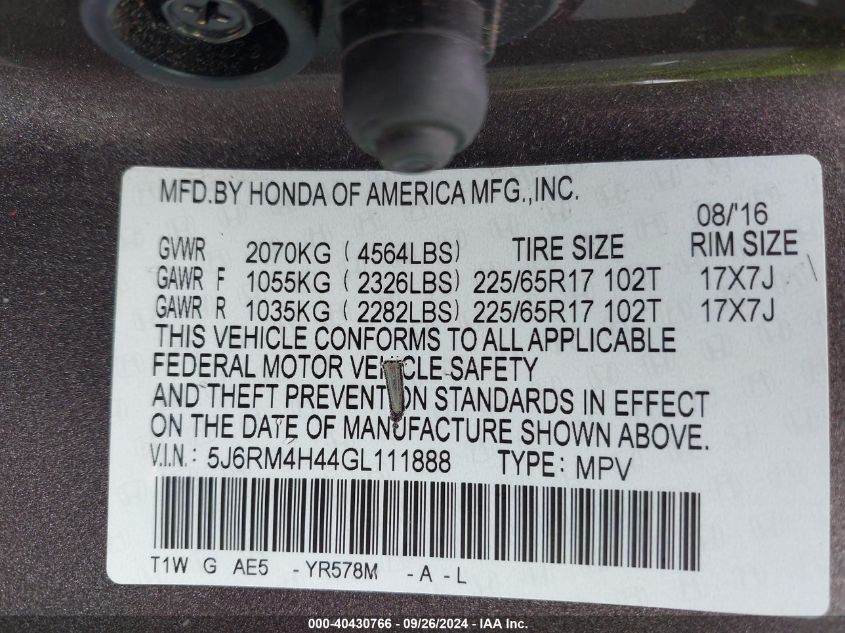 MFD.BY HONDA OF AMERICA MFG.,INC.
08/'16
GVWR 2070KG ( 4564LBS) TIRE SIZE RIM SIZE
GAWR F 1055KG ( 2326LBS) 225/65R17 102T 17X7J
GAWR R 1035KG ( 2282LBS) 225/65R17 102T 17X7J
THIS VEHICLE CONFORMS TO ALL APPLICABLE
FEDERAL MOTOR VEHICLE SAFETY
AND THEFT PREVENTION STANDARDS IN EFFECT
ON THE DATE OF MANUFACTURE SHOWN ABOVE.
V.I.N.: 5J6RM4H44GL111888 TYPE: MPV
T1W G AE5 - YR578M - A - L
000-40430766 - 09/26/2024 - IAA Inc.